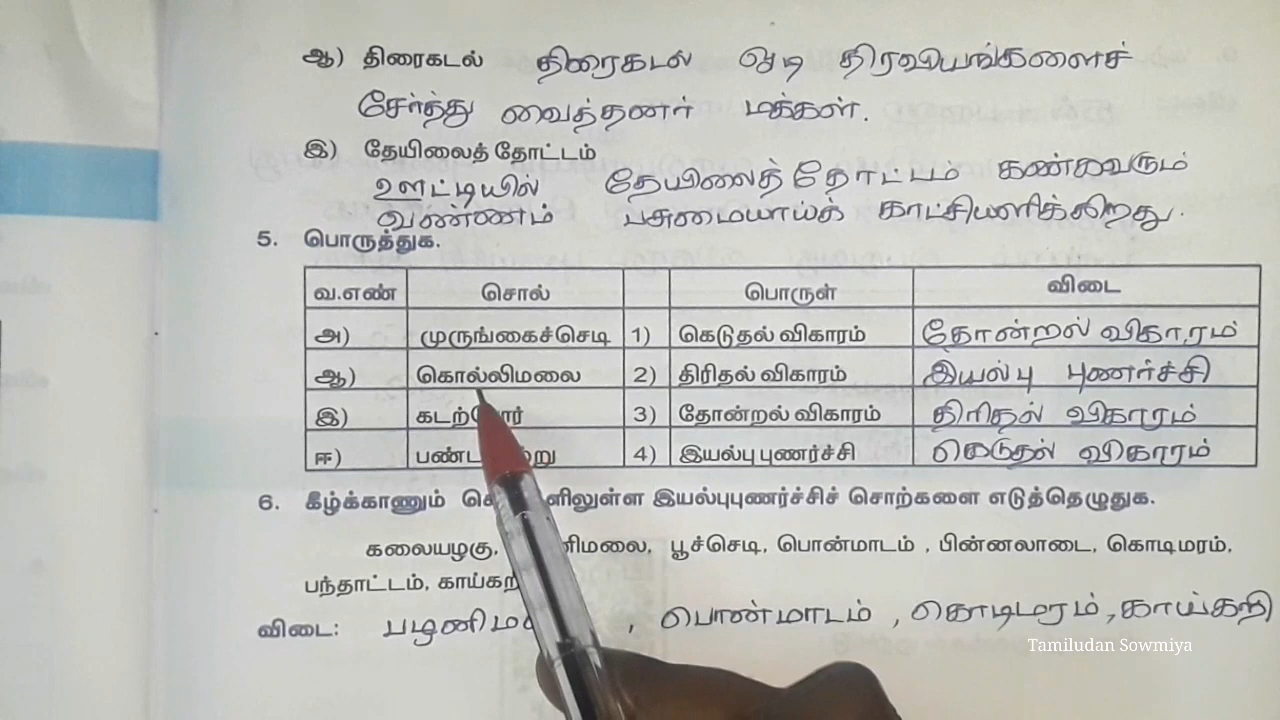 ஆ) திரைகடல் திரைகடல் ஓடி திரவியங்களைச்
சேர்த்து வைத்தனர் மக்கள்.
இ) தேயிலைத் தோட்டம்
ஊட்டியில் தேயிலைத் தோட்டம் கண்கவரும்
வண்ணம் பசுமையாய்க் காட்சியளிக்கிறது.
5. பொருத்துக.
வ.எண் சொல் பொருள் விடை
அ) முருங்கைச்செடி 1) கெடுதல் விகாரம் தோன்றல் விகாரம்
ஆ) கொல்லிமலை 2) திரிதல் விகாரம் இயல்பு புணர்ச்சி
இ) 3) தோன்றல் விகாரம் திரிதல் விகாரம்
ஈ) 4) இயல்பு புணர்ச்சி கெடுதல் விகாரம்
6. கீழ்க்காணும் இயல்புபுணர்ச்சிச் சொற்களை எடுத்தெழுதுக.
கலையழகு, பூச்செடி, பொன்மாடம் , பின்னலாடை, கொடிமரம்,
பந்தாட்டம்,
விடை: , பொண்மாடம் , கொடிமரம், காய்கறி
Tamiludan Sowmiya